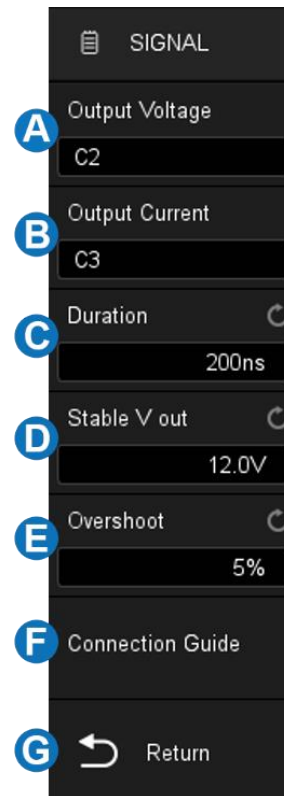 SIGNAL
A
Output Voltage
C2
B
Output Current
C3
C
Duration
200ns
D
Stable V out
12.0V
E
Overshoot
5%
F
Connection Guide
G
Return